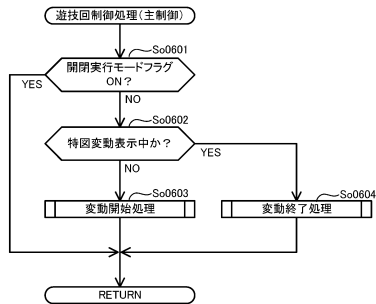 遊技回制御処理(主制御)
So0601
開閉実行モードフラグ
ON?
YES
NO
So0602
特図変動表示中か?
YES
NO
So0603
変動開始処理
So0604
変動終了処理
RETURN